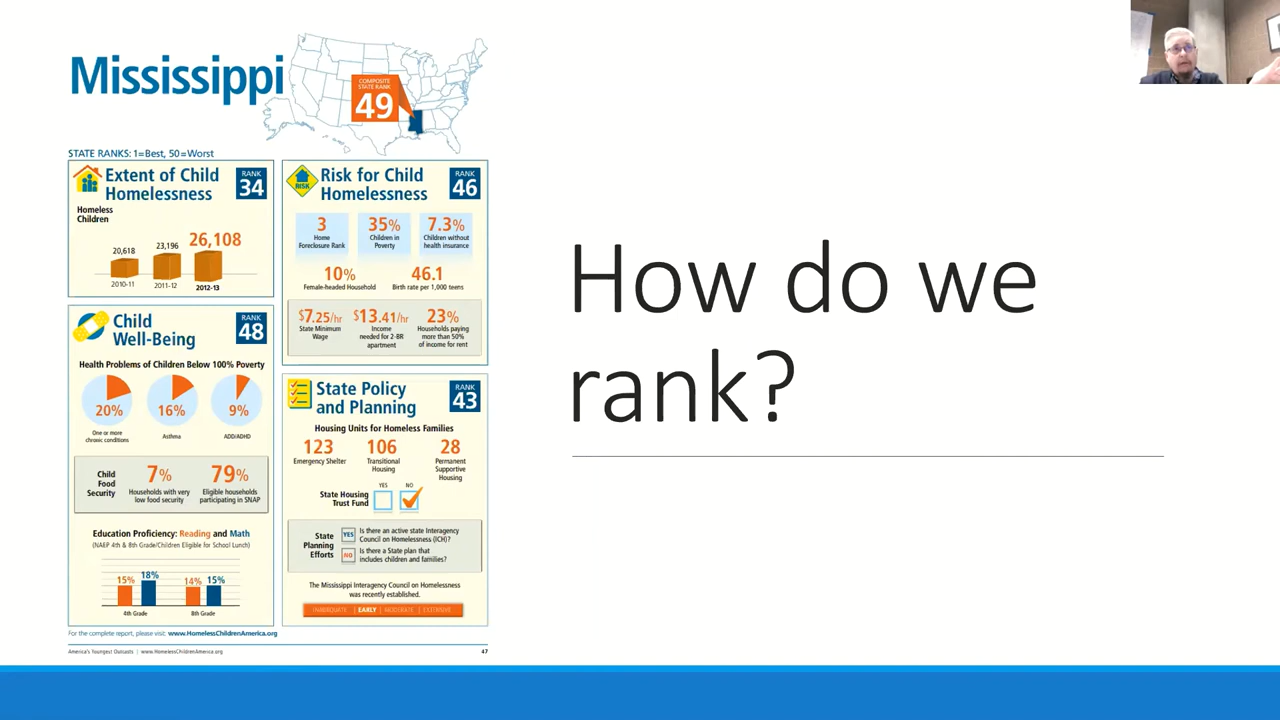 Mississippi
COMPOSITE
STATE RANK
49
STATE RANKS: 1=Best, 50=Worst
Extent of Child
Homelessness
RANK
34
Homeless
Children
20,618
23,196
26,108
2010-11
2011-12
2012-13
Risk for Child
Homelessness
RANK
46
RISK
3
Home
Foreclosure Rank
35%
Children in
Poverty
7.3%
Children without
health insurance
10%
Female-headed Household
46.1
Birth rate per 1,000 teens
$7.25/hr
State Minimum
Wage
$13.41/hr
Income
needed for 2-BR
apartment
23%
Households paying
more than 50%
of income for rent
Child
Well-Being
RANK
48
Health Problems of Children Below 100% Poverty
20%
One or more
chronic conditions
16%
Asthma
9%
ADD/ADHD
Child
Food
Security
7%
Households with very
low food security
79%
Eligible households
participating in SNAP
Education Proficiency: Reading and Math
(NAEP 4th & 8th Grade/Children Eligible for School Lunch)
15%
18%
14%
15%
4th Grade
8th Grade
State Policy
and Planning
RANK
43
Housing Units for Homeless Families
123
Emergency Shelter
106
Transitional
Housing
28
Permanent
Supportive
Housing
State Housing
Trust Fund
YES
NO
State
Planning
Efforts
YES
Is there an active state Interagency
Council on Homelessness (ICH)?
NO
Is there a State plan that
includes children and families?
The Mississippi Interagency Council on Homelessness
was recently established.
INADEQUATE | EARLY | MODERATE | EXTENSIVE
For the complete report, please visit: www.HomelessChildrenAmerica.org
America's Youngest Outcasts | www.HomelessChildrenAmerica.org
47
How do we
rank?